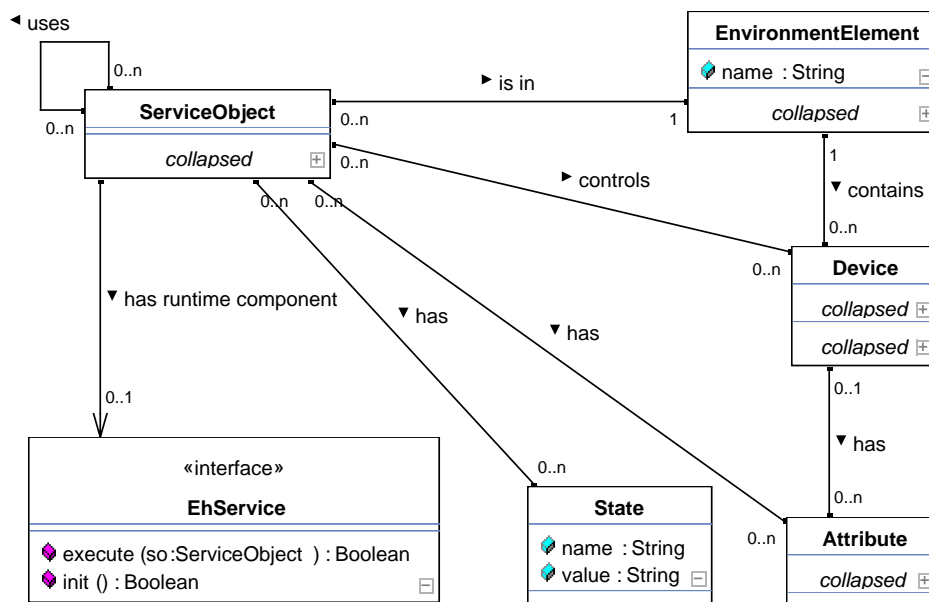 ◄ uses
EnvironmentElement
0..n
name : String
► is in
ServiceObject
0..n
0..n
1
collapsed
collapsed
0..n
1
► controls
▼ contains
0..n
0..n
0..n
0..n
Device
▼ has runtime component
collapsed
▼ has
▼ has
collapsed
0..1
0..1
▼ has
«interface»
0..n
EhService
State
0..n
0..n
Attribute
execute (so:ServiceObject ) : Boolean
name : String
init () : Boolean
value : String
collapsed